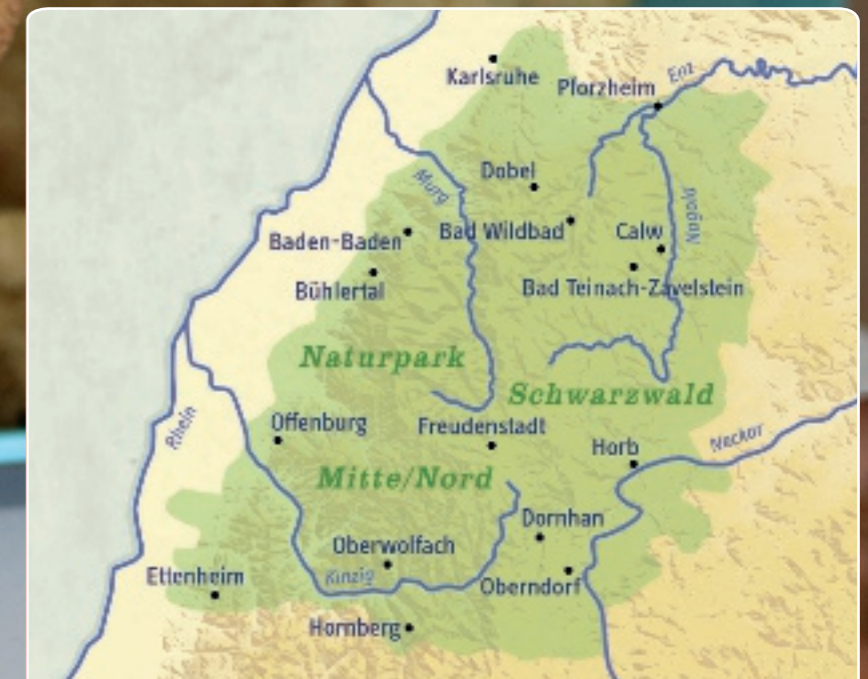 Karlsruhe
Pforzheim
Enz
Dobel
Murg
Nagold
Baden-Baden
Bad Wildbad
Calw
Bühlertal
Bad Teinach-Zavelstein
Naturpark
Schwarzwald
Rhein
Offenburg
Freudenstadt
Horb
Neckar
Mitte/Nord
Dornhan
Oberwolfach
Ettenheim
Kinzig
Oberndorf
Hornberg